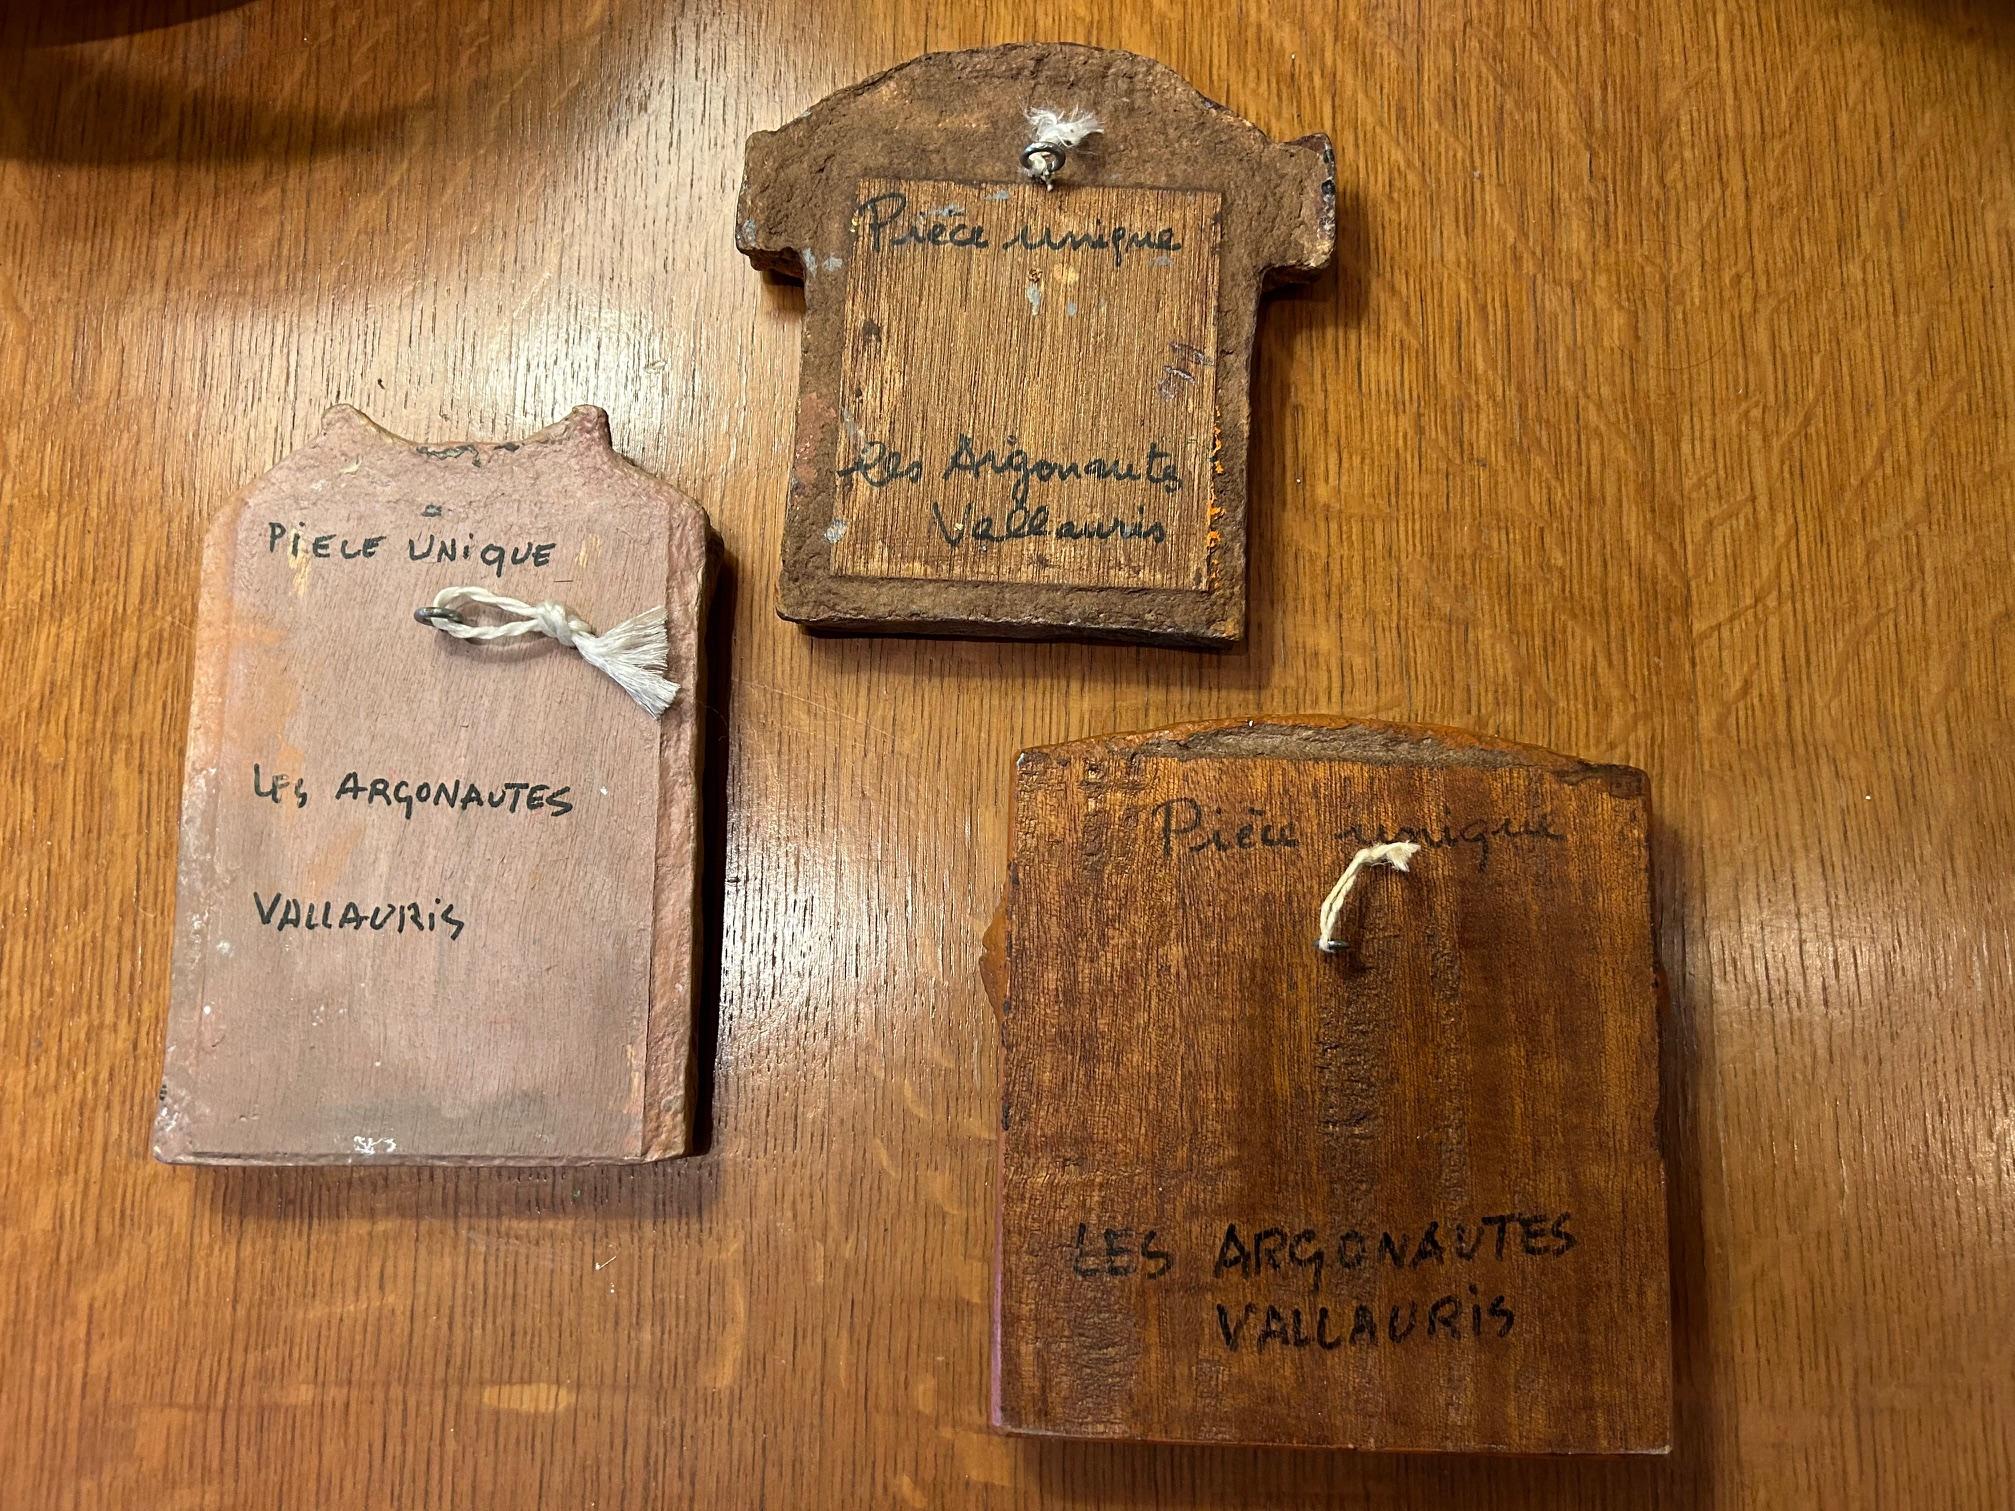 Pièce unique
Les Argonautes
Vallauris
PIECE UNIQUE
LES ARGONAUTES
VALLAURIS
Pièce unique
LES ARGONAUTES
VALLAURIS